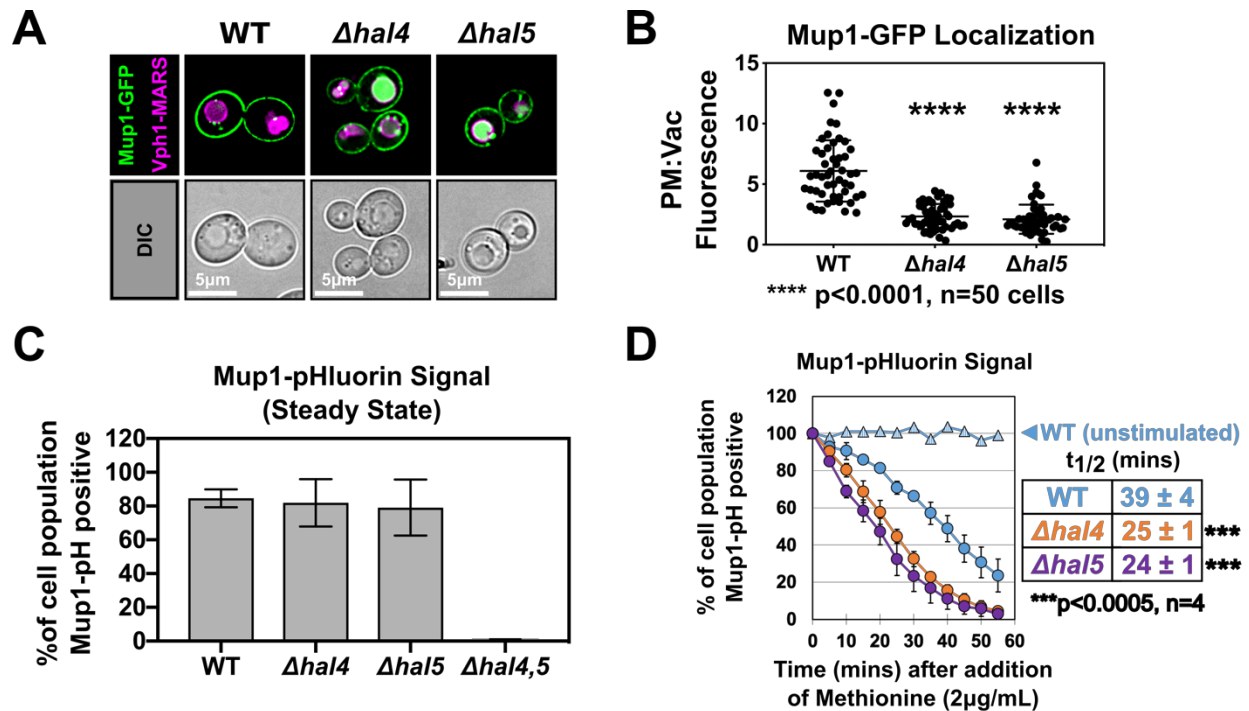 A
WT
Δhal4
Δhal5
Mup1-GFP
Vph1-MARS
DIC
5μm
5μm
5μm
B
Mup1-GFP Localization
PM:Vac
Fluorescence
15
10
5
0
****
****
WT
Δhal4
Δhal5
**** p<0.0001, n=50 cells
C
Mup1-pHluorin Signal
(Steady State)
%of cell population
Mup1-pH positive
120
100
80
60
40
20
0
WT
Δhal4
Δhal5
Δhal4,5
D
Mup1-pHluorin Signal
% of cell population
Mup1-pH positive
120
100
80
60
40
20
0
0
10
20
30
40
50
60
Time (mins) after addition
of Methionine (2μg/mL)
WT (unstimulated)
t1/2 (mins)
WT 39 ± 4
Δhal4 25 ± 1 ***
Δhal5 24 ± 1 ***
***p<0.0005, n=4